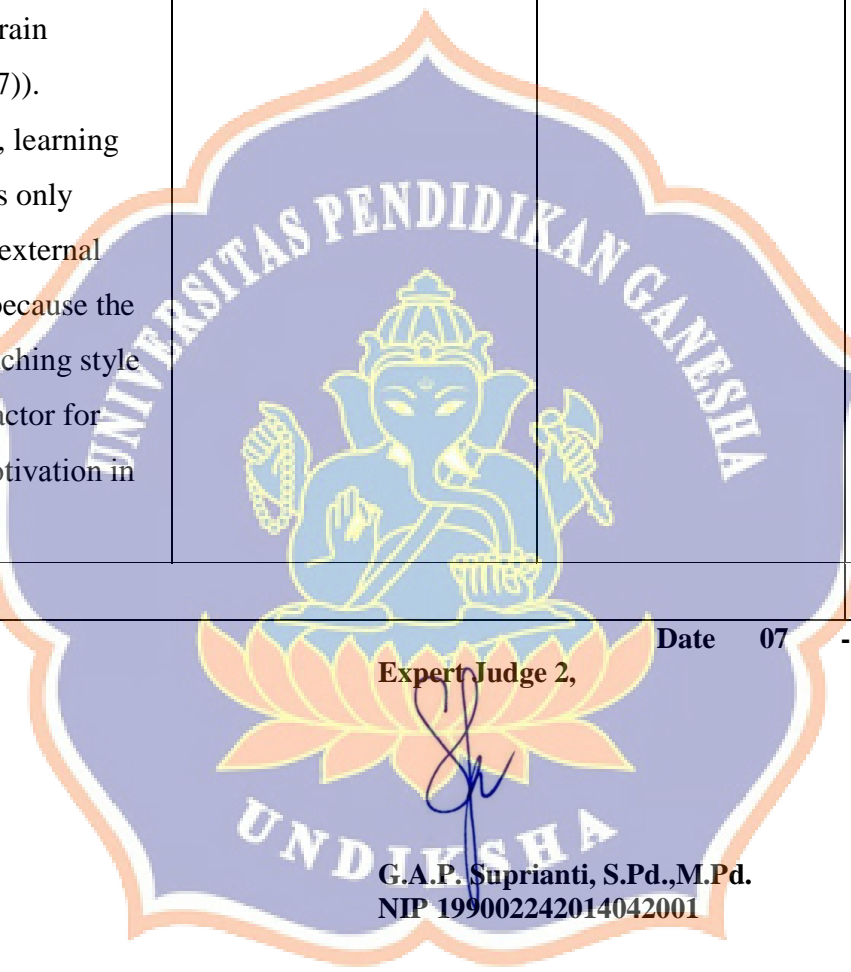 rain
7)).
, learning
s only
external
because the
ching style
actor for
otivation in
UNIVERSITAS PENDIDIKAN GANESHA
Date 07 -
Expert Judge 2,
UNDIKSHA
G.A.P. Suprianti, S.Pd.,M.Pd.
NIP 199002242014042001